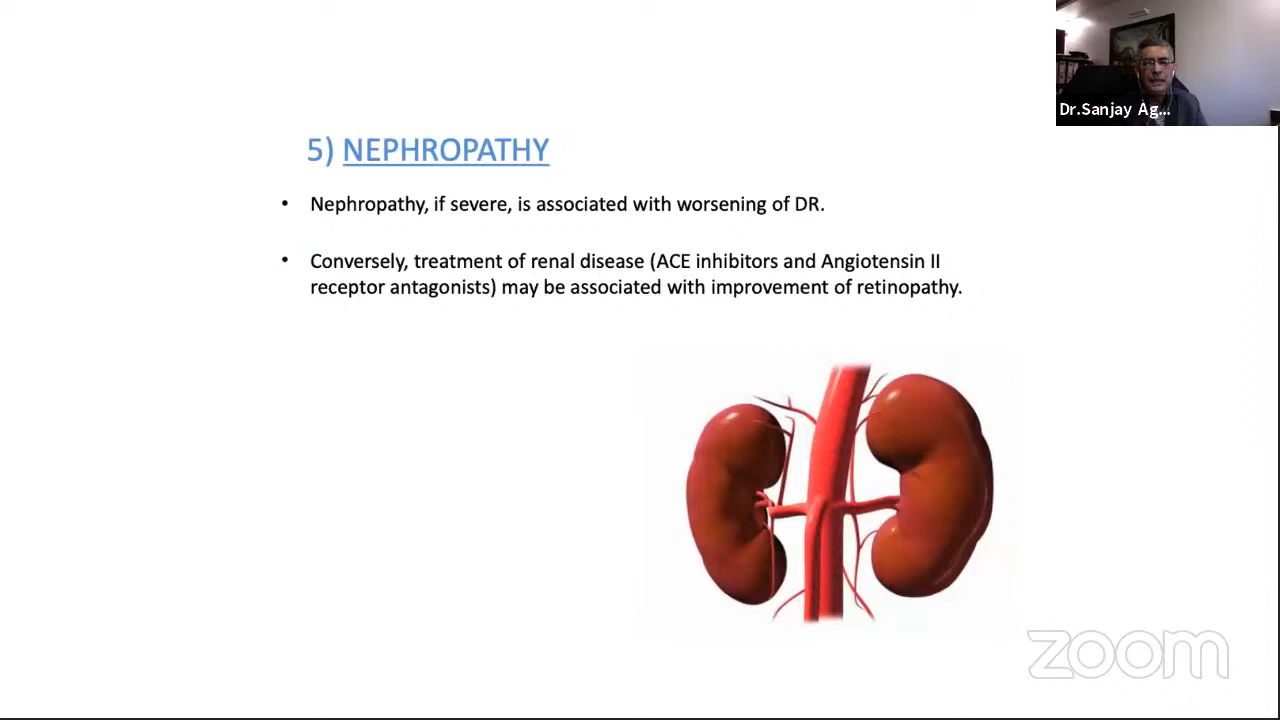 Dr.Sanjay Ag...
5) NEPHROPATHY
• Nephropathy, if severe, is associated with worsening of DR.
• Conversely, treatment of renal disease (ACE inhibitors and Angiotensin II
receptor antagonists) may be associated with improvement of retinopathy.
zoom